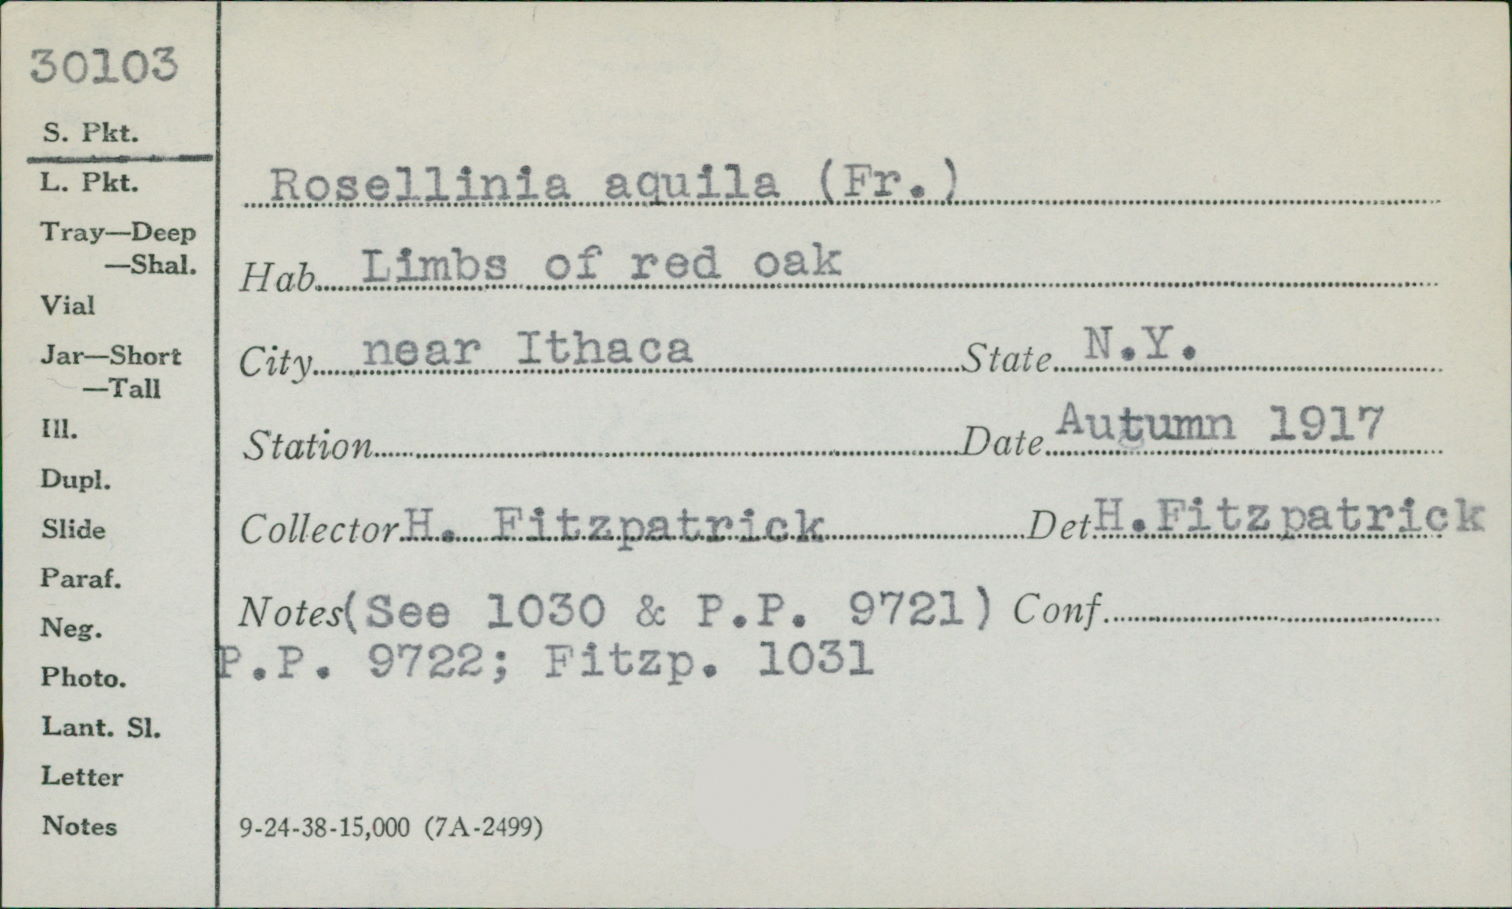 30103
S. Pkt.
L. Pkt.
Tray—Deep
—Shal.
Vial
Jar—Short
—Tall
Ill.
Dupl.
Slide
Paraf.
Neg.
Photo.
Lant. Sl.
Letter
Notes
Rosellinia aquila (Fr.)
Hab. Limbs of red oak
City near Ithaca State N.Y.
Station Date Autumn 1917
Collector H. Fitzpatrick Det H.Fitzpatrick
Notes (See 1030 & P.P. 9721) Conf.
P.P. 9722; Fitzp. 1031
9-24-38-15,000 (7A-2499)